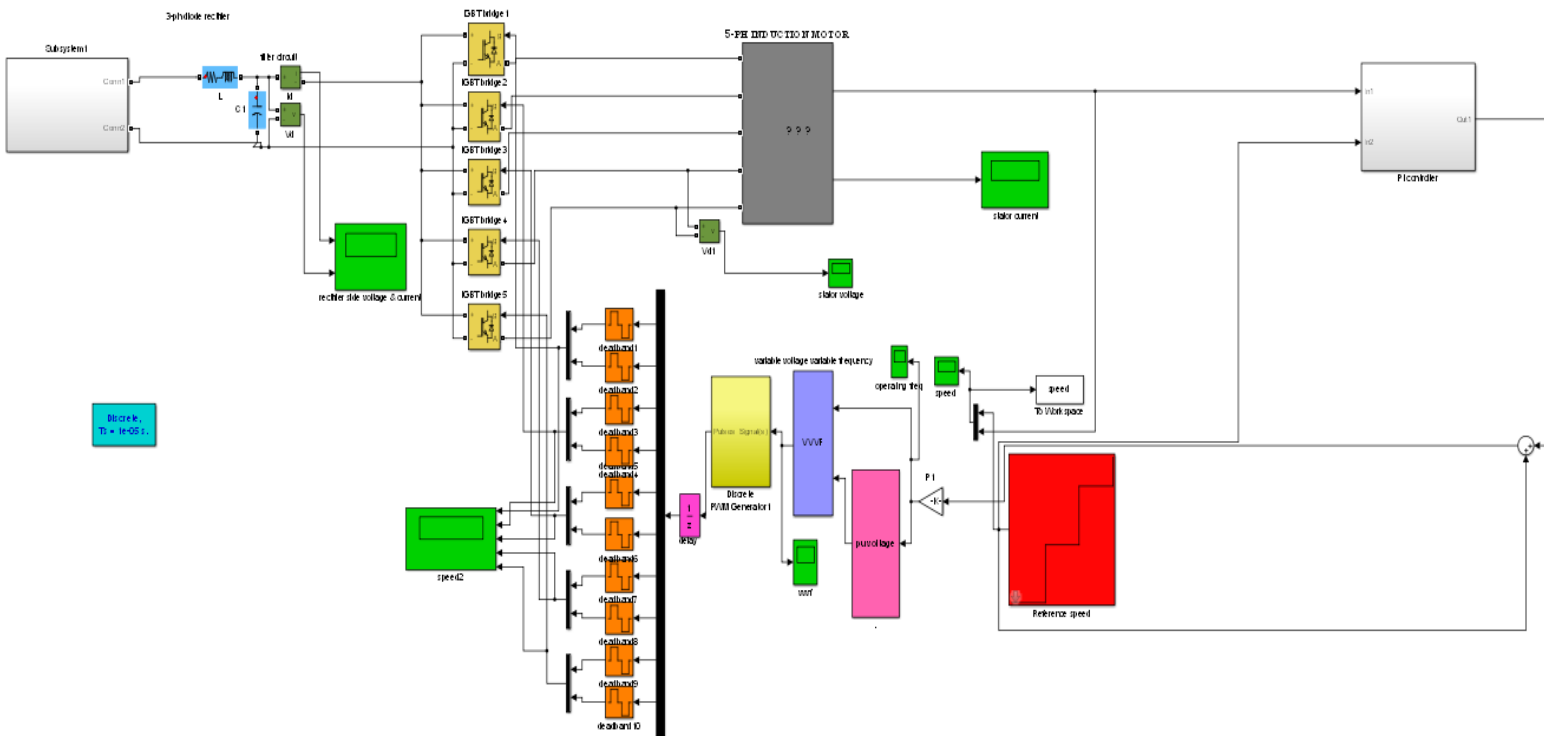 3-ph diode rectifier
Subsystem1
Conn1
Conn2
L
filter circuit
C1
Id
Vd
rectifier side voltage & current
IGBT bridge 1
IGBT bridge 2
IGBT bridge 3
IGBT bridge 4
IGBT bridge 5
5-PH INDUCTION MOTOR
? ? ?
Vd1
stator current
stator voltage
In1
In2
Out1
PI controller
Discrete,
Ts = 1e-05 s.
speed2
deadband1
deadband2
deadband3
deadband5
deadband4
deadband6
deadband7
deadband8
deadband9
deadband10
1
z
delay
Pulses Signal(s)
Discrete
PWM Generator1
variable voltage variable frequency
VVVF
vvvf
operating freq
pu voltage
P 1
-K-
speed
speed
To Workspace
Reference speed